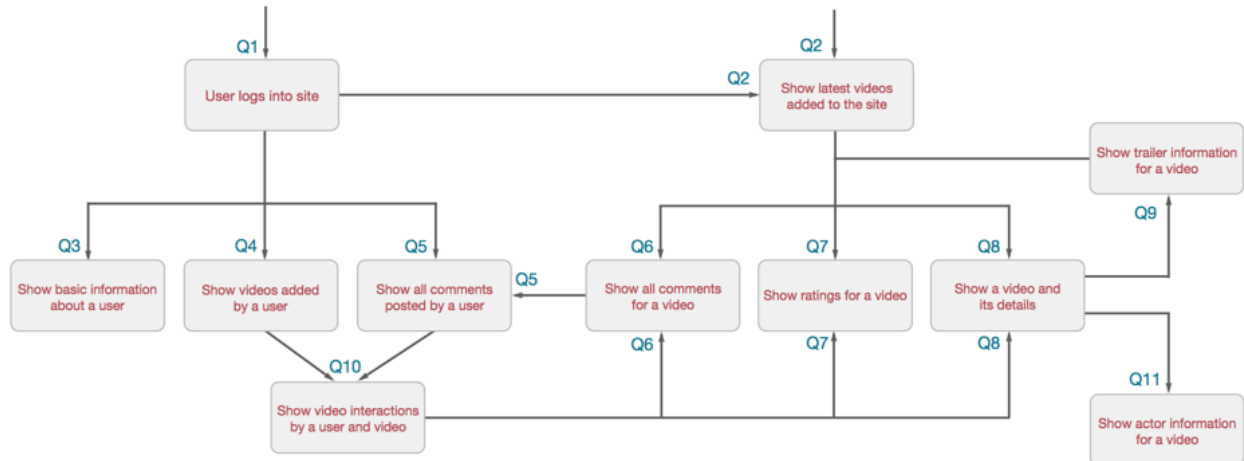 Q1
Q2
User logs into site
Q2
Show latest videos
added to the site
Show trailer information
for a video
Q3
Q4
Q5
Q6
Q7
Q8
Q9
Show basic information
about a user
Show videos added
by a user
Show all comments
posted by a user
Q5
Show all comments
for a video
Show ratings for a video
Show a video and
its details
Q10
Q6
Q7
Q8
Q11
Show video interactions
by a user and video
Show actor information
for a video